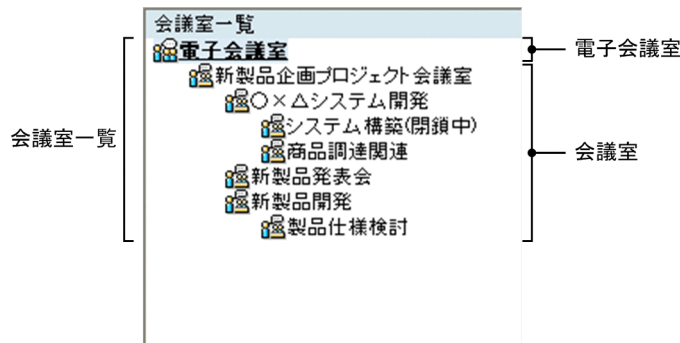 会議室一覧
電子会議室
新製品企画プロジェクト会議室
○×△システム開発
システム構築(閉鎖中)
商品調達関連
新製品発表会
新製品開発
製品仕様検討
会議室一覧
電子会議室
会議室